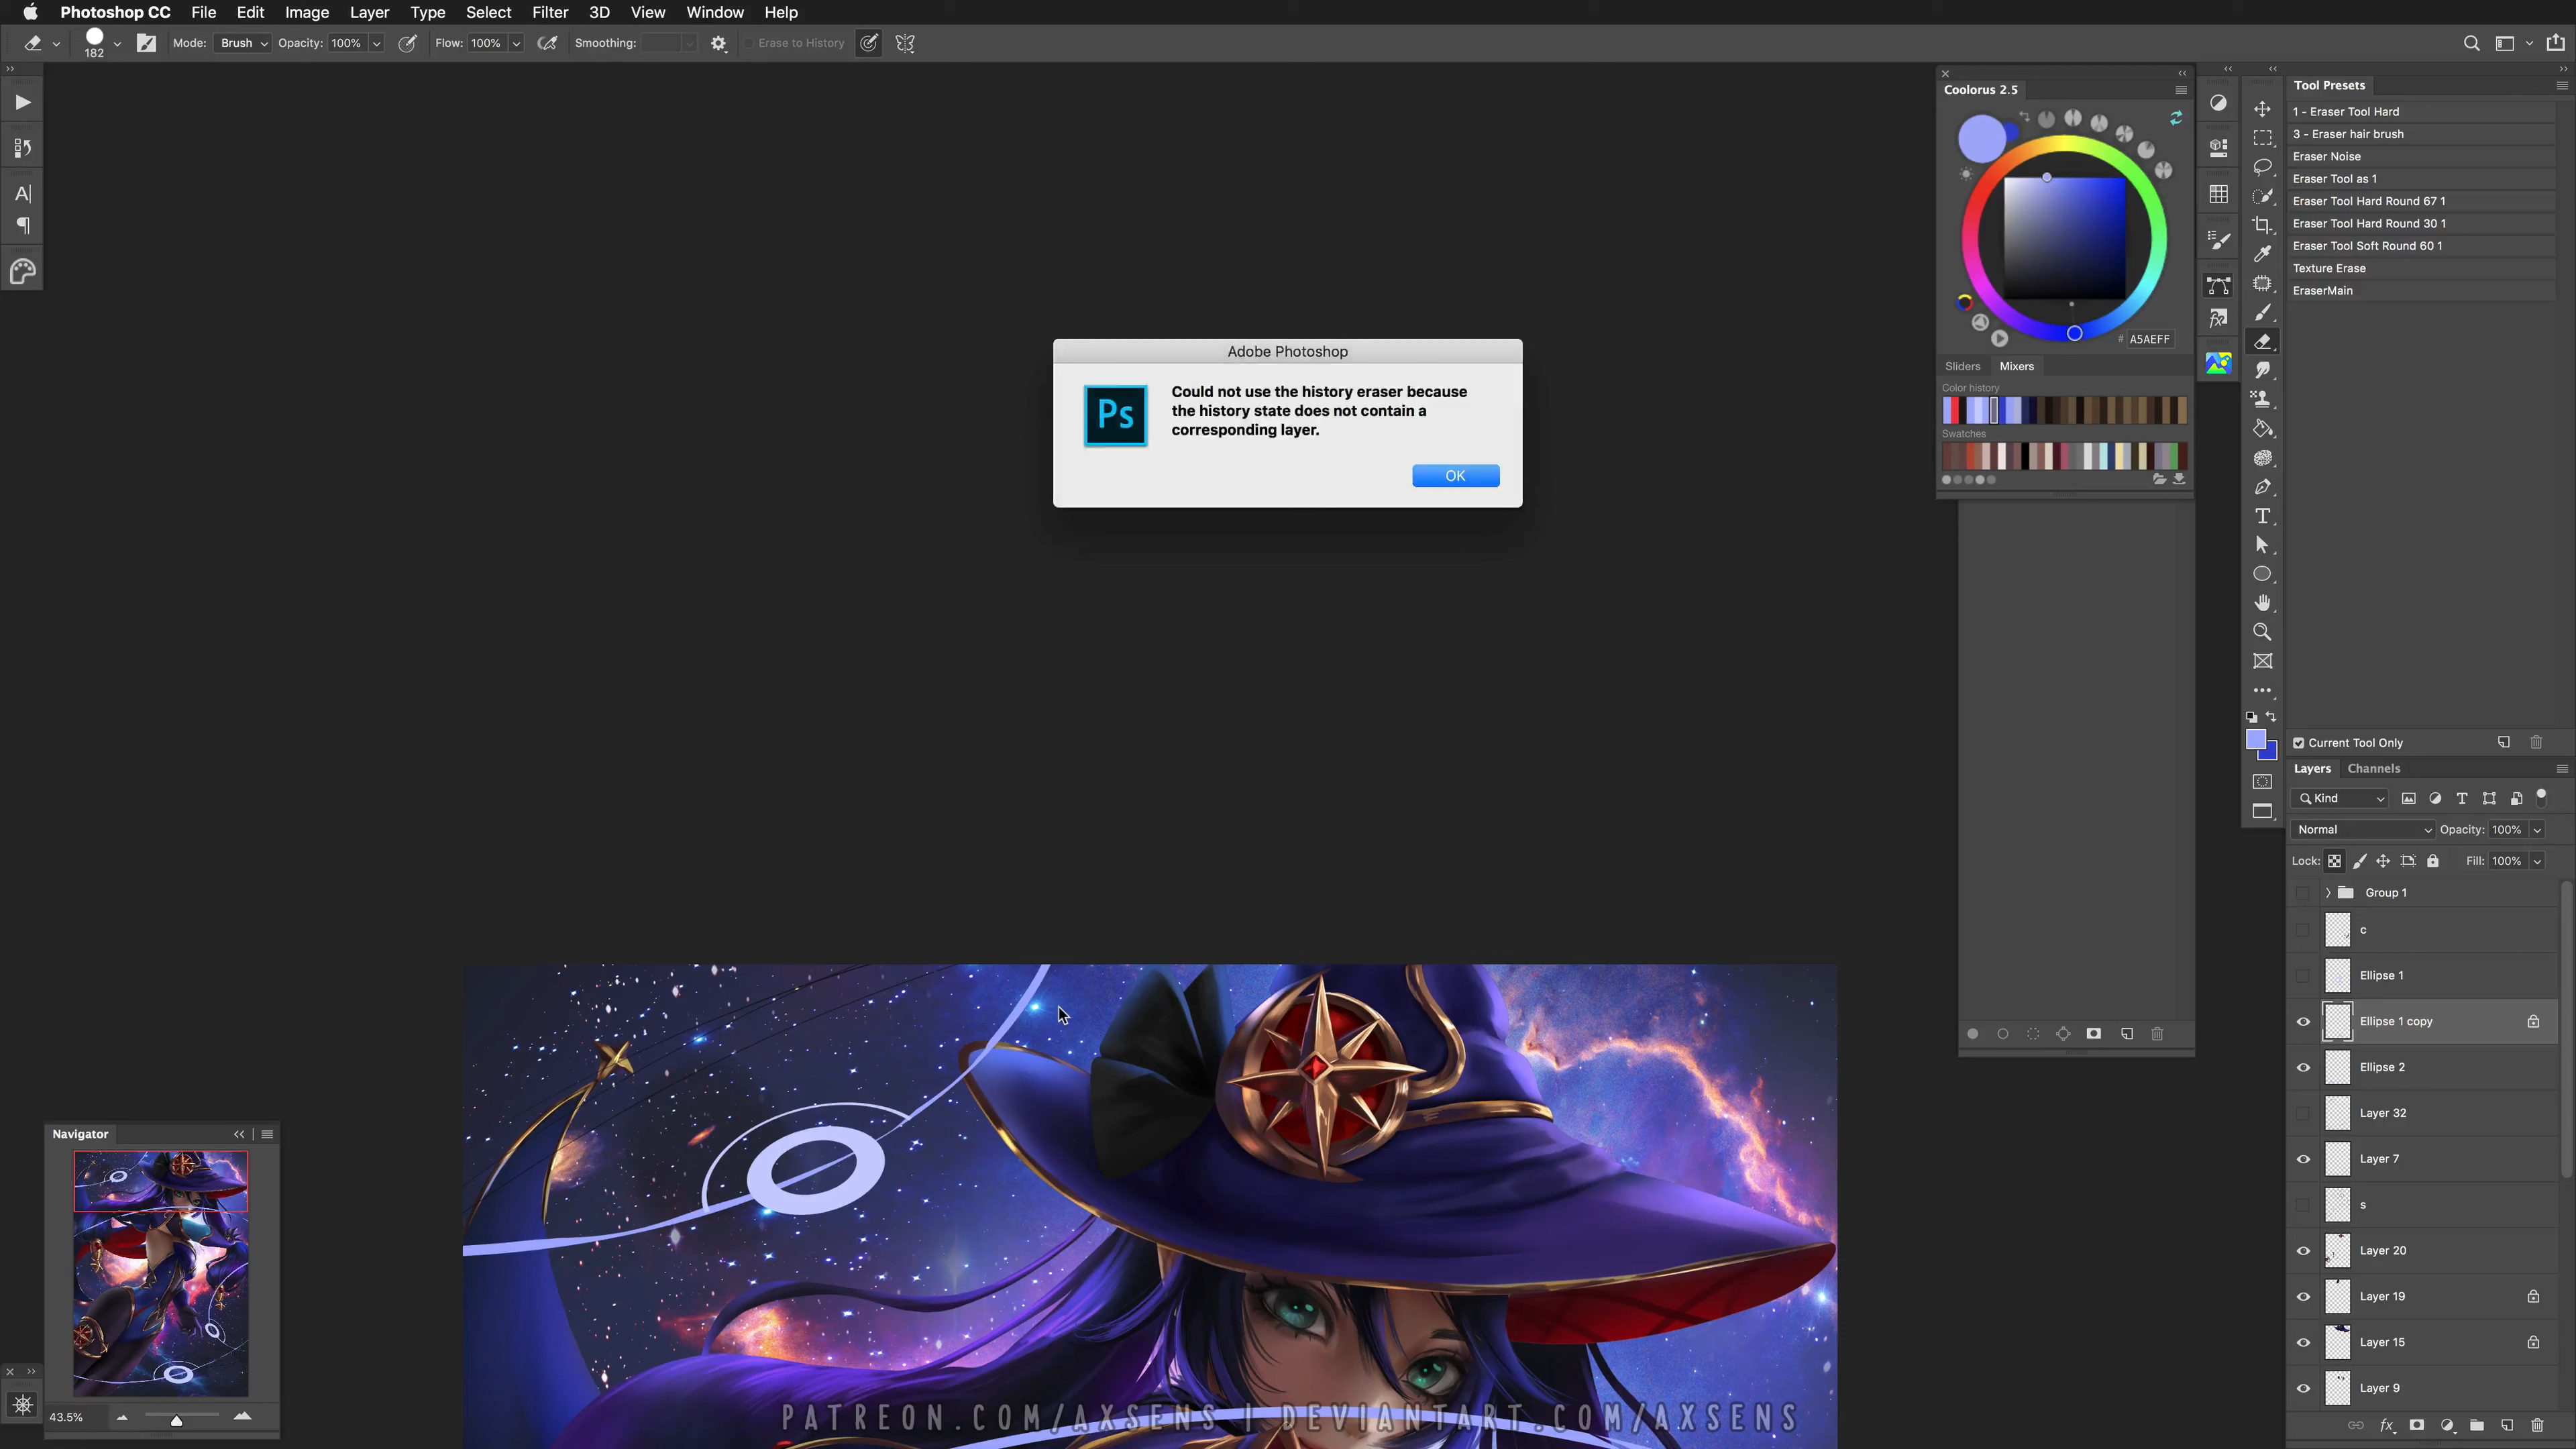 Photoshop CC File Edit Image Layer Type Select Filter 3D View Window Help
182 Mode: Brush Opacity: 100% Flow: 100% Smoothing: Erase to History
Coolorus 2.5
# A5AEFF
Sliders Mixers
Color history
Swatches
Tool Presets
1 - Eraser Tool Hard
3 - Eraser hair brush
Eraser Noise
Eraser Tool as 1
Eraser Tool Hard Round 67 1
Eraser Tool Hard Round 30 1
Eraser Tool Soft Round 60 1
Texture Erase
EraserMain
Adobe Photoshop
Ps
Could not use the history eraser because
the history state does not contain a
corresponding layer.
OK
Current Tool Only
Layers Channels
Kind
Normal Opacity: 100%
Lock: Fill: 100%
Group 1
c
Ellipse 1
Ellipse 1 copy
Ellipse 2
Layer 32
Layer 7
s
Layer 20
Layer 19
Layer 15
Layer 9
Navigator
43.5%
PATREON.COM/AXSENS | DEVIANTART.COM/AXSENS